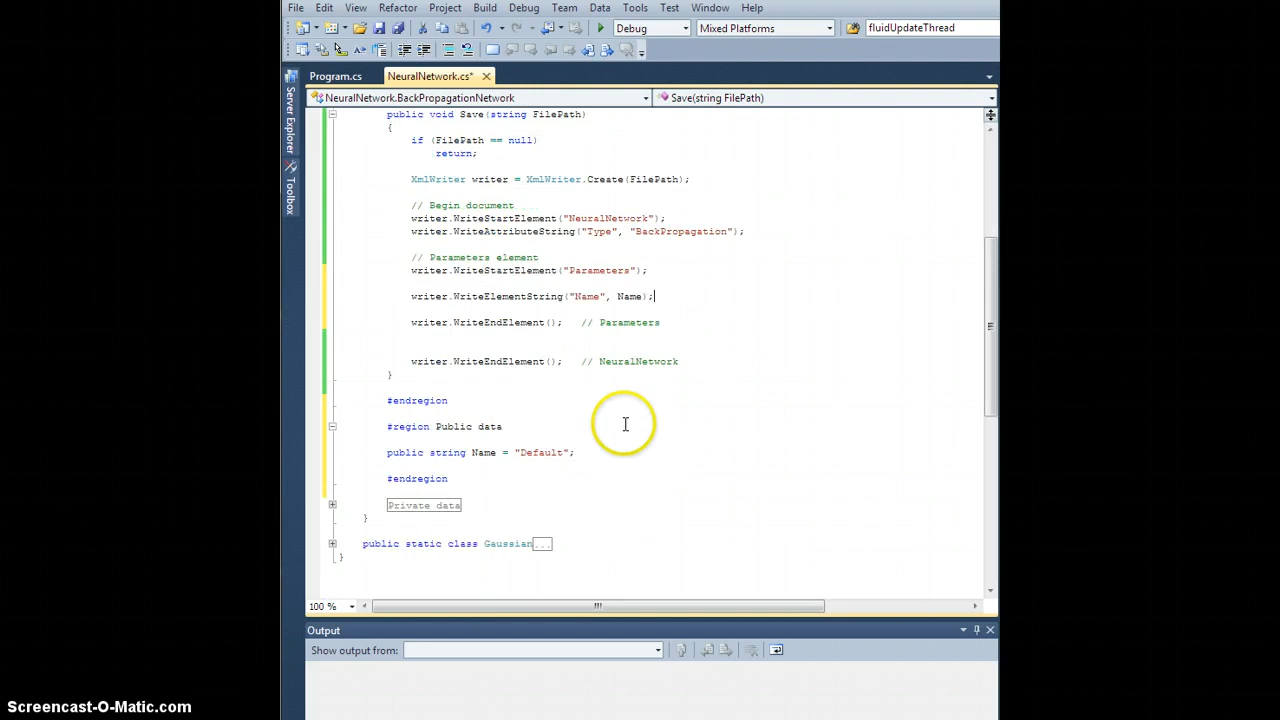 File Edit View Refactor Project Build Debug Team Data Tools Test Window Help
Debug Mixed Platforms fluidUpdateThread
Program.cs NeuralNetwork.cs*
NeuralNetwork.BackPropagationNetwork Save(string FilePath)
Server Explorer
Toolbox
public void Save(string FilePath)
{
if (FilePath == null)
return;
XmlWriter writer = XmlWriter.Create(FilePath);
// Begin document
writer.WriteStartElement("NeuralNetwork");
writer.WriteAttributeString("Type", "BackPropagation");
// Parameters element
writer.WriteStartElement("Parameters");
writer.WriteElementString("Name", Name);
writer.WriteEndElement(); // Parameters
writer.WriteEndElement(); // NeuralNetwork
}
#endregion
#region Public data
public string Name = "Default";
#endregion
Private data
}
public static class Gaussian...
}
100 %
Output
Show output from:
Screencast-O-Matic.com